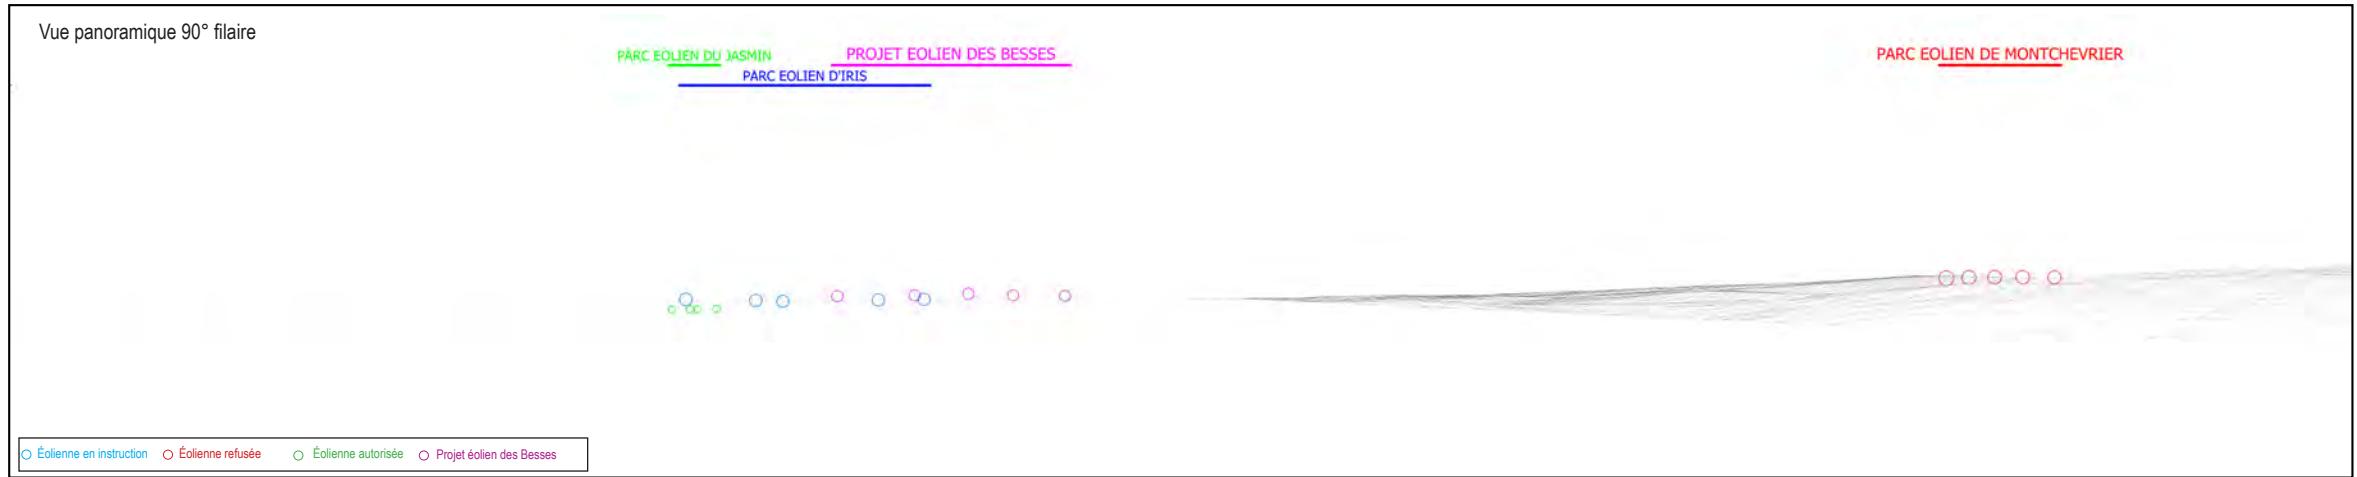 Vue panoramique 90° filaire
PARC EOLIEN DU JASMIN
PROJET EOLIEN DES BESSES
PARC EOLIEN DE MONTCHEVRIER
PARC EOLIEN D'IRIS
Éolienne en instruction
Éolienne refusée
Éolienne autorisée
Projet éolien des Besses